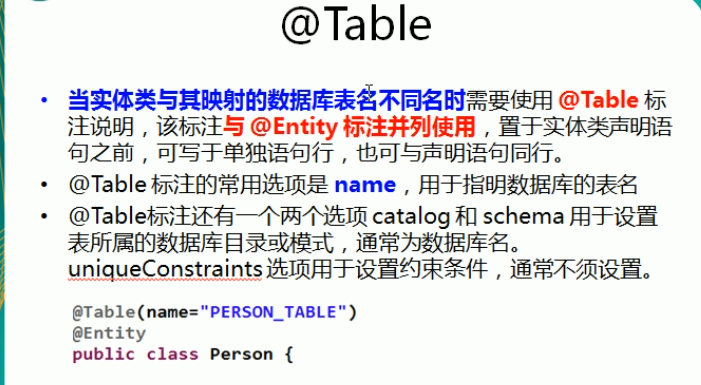 @Table
• 当实体类与其映射的数据库表名不同名时需要使用 @Table 标
注说明，该标注与 @Entity 标注并列使用，置于实体类声明语
句之前，可写于单独语句行，也可与声明语句同行。
• @Table 标注的常用选项是 name，用于指明数据库的表名
• @Table标注还有一个两个选项 catalog 和 schema 用于设置
表所属的数据库目录或模式，通常为数据库名。
uniqueConstraints 选项用于设置约束条件，通常不须设置。
@Table(name="PERSON_TABLE")
@Entity
public class Person {